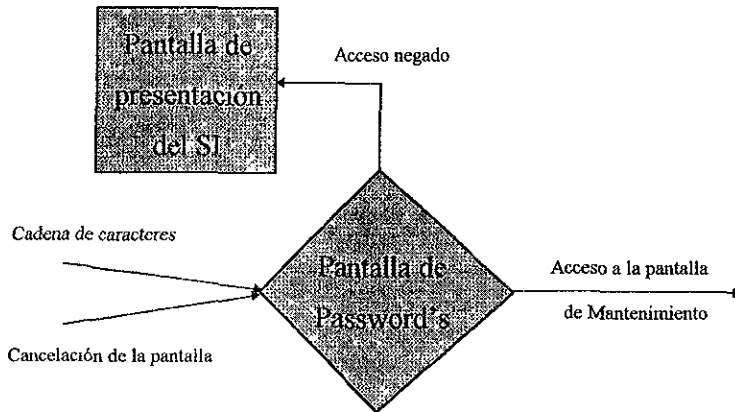 Pantalla de
presentación
del SI
Acceso negado
Cadena de caracteres
Cancelación de la pantalla
Pantalla de
Password's
Acceso a la pantalla
de Mantenimiento